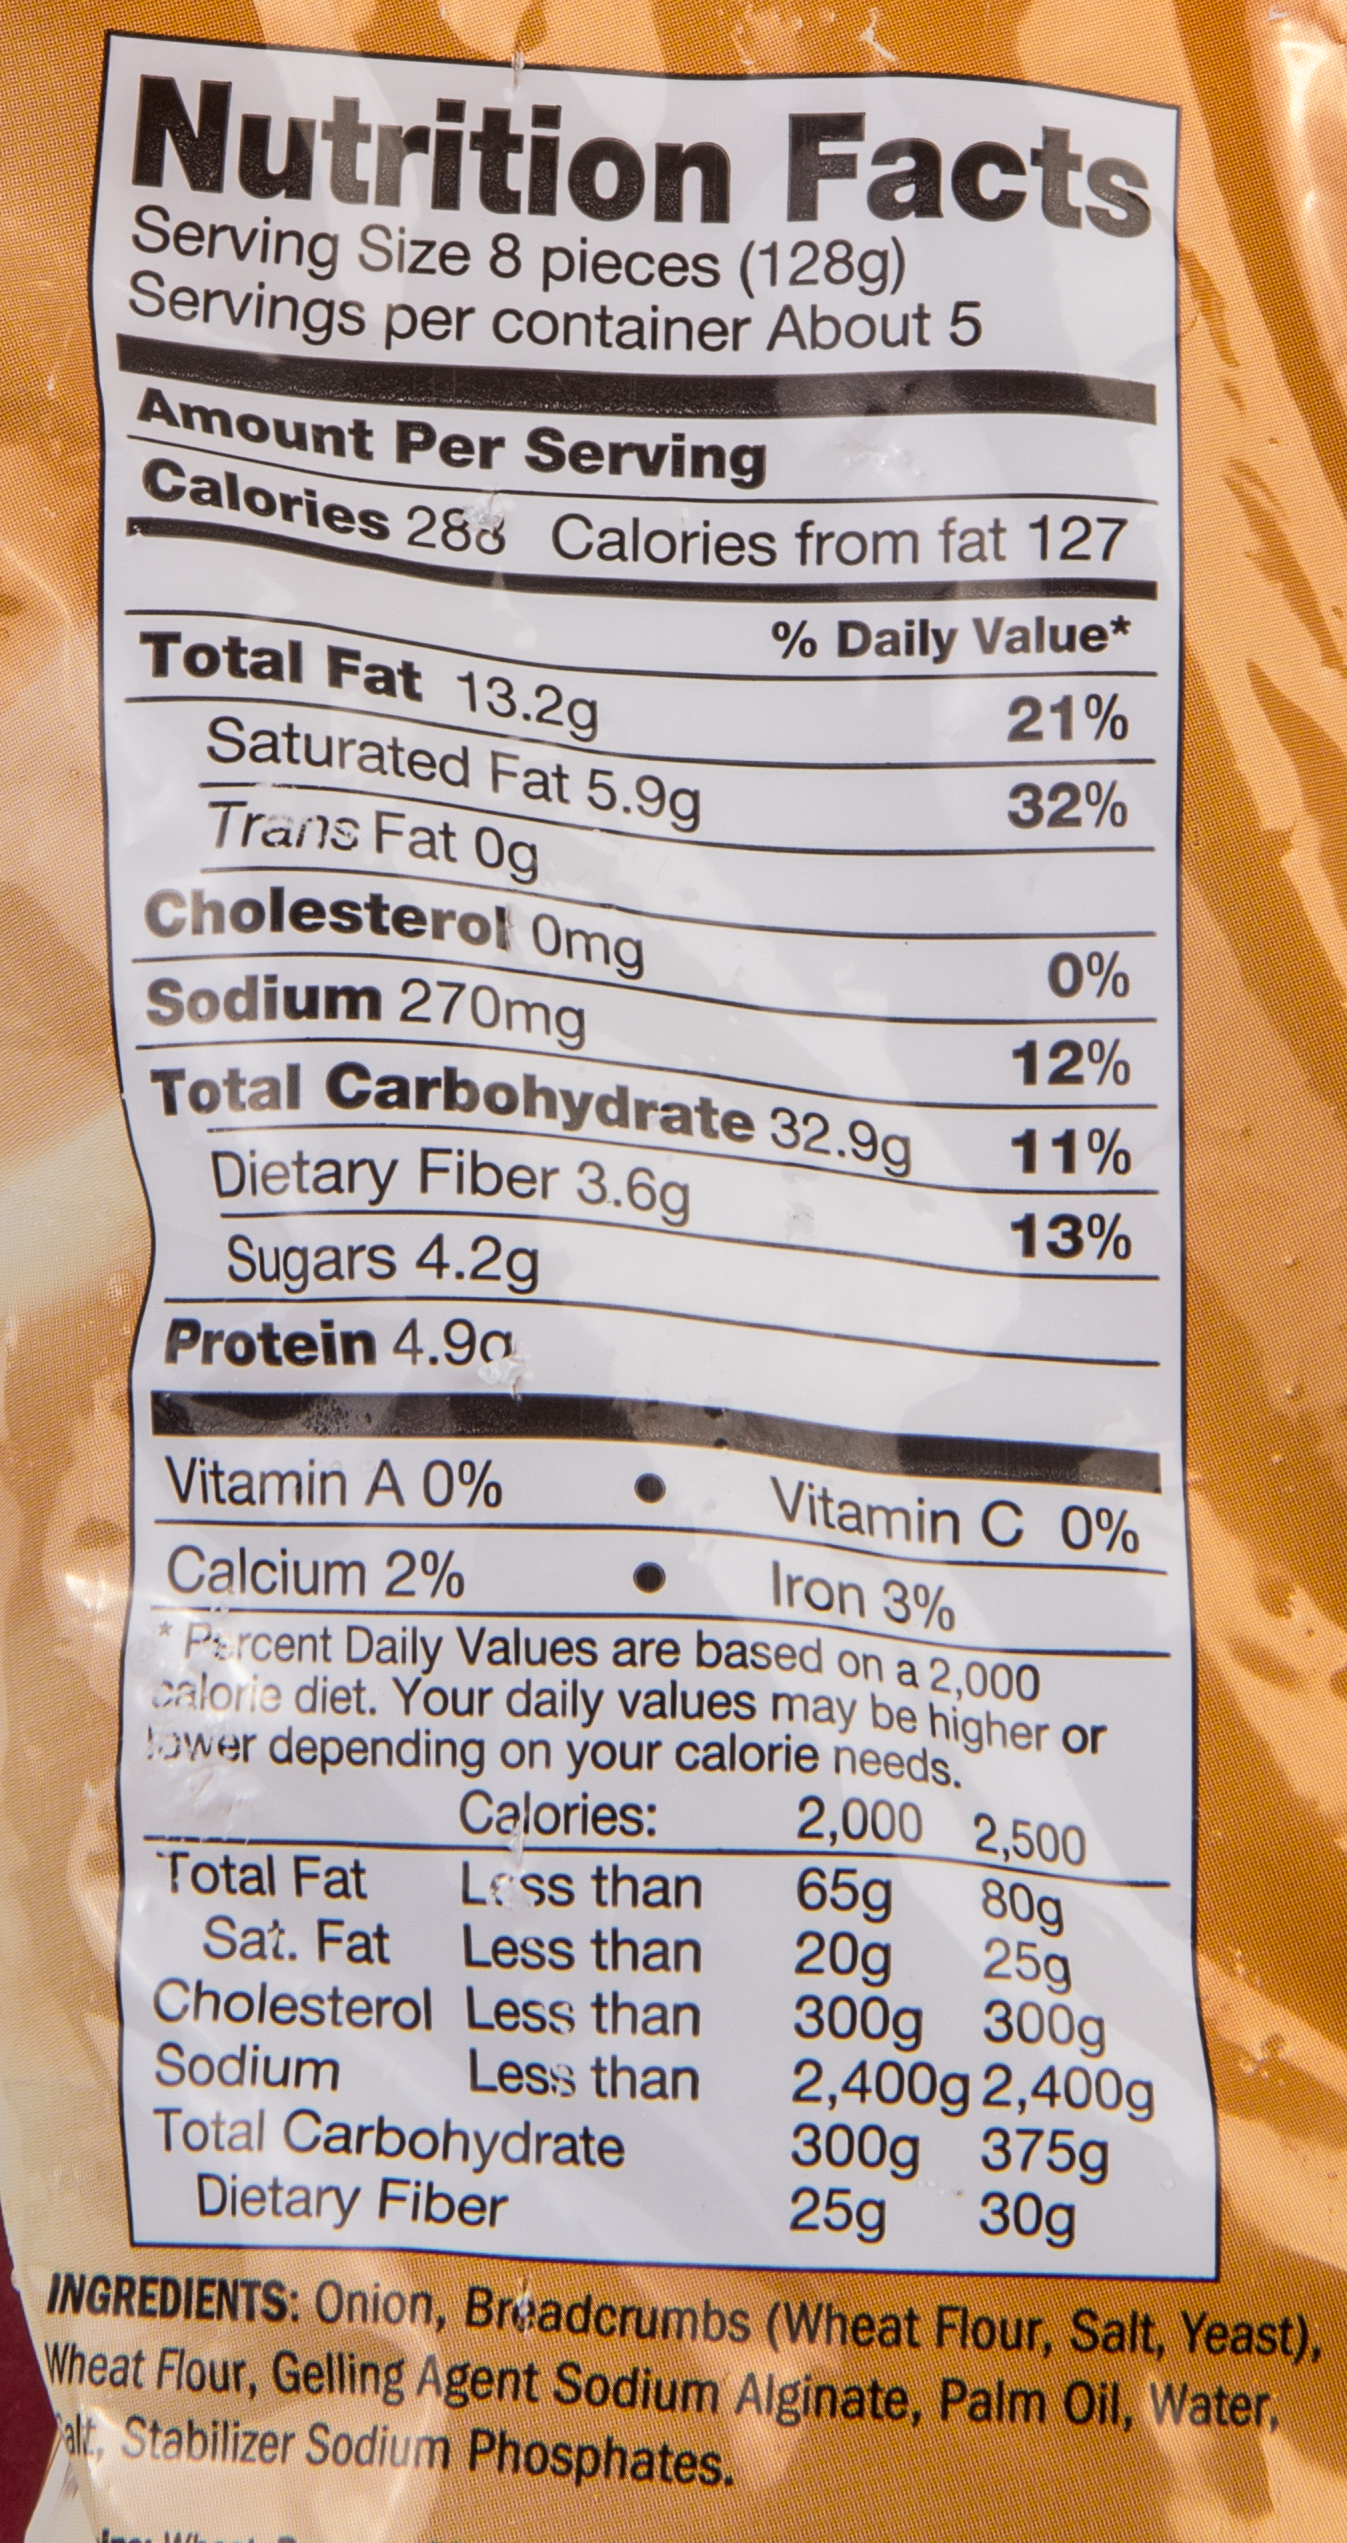 Nutrition Facts
Serving Size 8 pieces (128g)
Servings per container About 5
Amount Per Serving
Calories 288 Calories from fat 127
% Daily Value*
Total Fat 13.2g 21%
Saturated Fat 5.9g 32%
Trans Fat 0g
Cholesterol 0mg 0%
Sodium 270mg 12%
Total Carbohydrate 32.9g 11%
Dietary Fiber 3.6g 13%
Sugars 4.2g
Protein 4.9g
Vitamin A 0% • Vitamin C 0%
Calcium 2% • Iron 3%
* Percent Daily Values are based on a 2,000
calorie diet. Your daily values may be higher or
lower depending on your calorie needs.
Calories: 2,000 2,500
Total Fat Less than 65g 80g
Sat. Fat Less than 20g 25g
Cholesterol Less than 300g 300g
Sodium Less than 2,400g 2,400g
Total Carbohydrate 300g 375g
Dietary Fiber 25g 30g
INGREDIENTS: Onion, Breadcrumbs (Wheat Flour, Salt, Yeast),
Wheat Flour, Gelling Agent Sodium Alginate, Palm Oil, Water,
Salt, Stabilizer Sodium Phosphates.